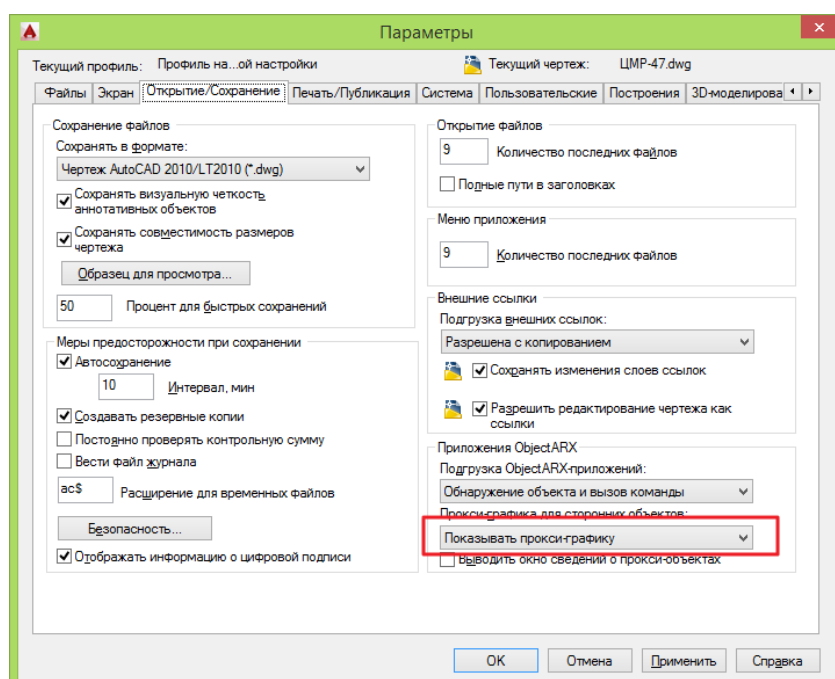 Параметры
Текущий профиль: Профиль на...ой настройки
Текущий чертеж: ЦМР-47.dwg
Файлы
Экран
Открытие/Сохранение
Печать/Публикация
Система
Пользовательские
Построения
3D-моделирова
Сохранение файлов
Сохранять в формате:
Чертеж AutoCAD 2010/LT2010 (*.dwg)
Сохранять визуальную четкость
аннотативных объектов
Сохранять совместимость размеров
чертежа
Образец для просмотра...
50 Процент для быстрых сохранений
Меры предосторожности при сохранении
Автосохранение
10 Интервал, мин
Создавать резервные копии
Постоянно проверять контрольную сумму
Вести файл журнала
ac$ Расширение для временных файлов
Безопасность...
Отображать информацию о цифровой подписи
Открытие файлов
9 Количество последних файлов
Полные пути в заголовках
Меню приложения
9 Количество последних файлов
Внешние ссылки
Подгрузка внешних ссылок:
Разрешена с копированием
Сохранять изменения слоев ссылок
Разрешить редактирование чертежа как
ссылки
Приложения ObjectARX
Подгрузка ObjectARX-приложений:
Обнаружение объекта и вызов команды
Прокси-графика для сторонних объектов:
Показывать прокси-графику
Выводить окно сведений о прокси-объектах
OK
Отмена
Применить
Справка